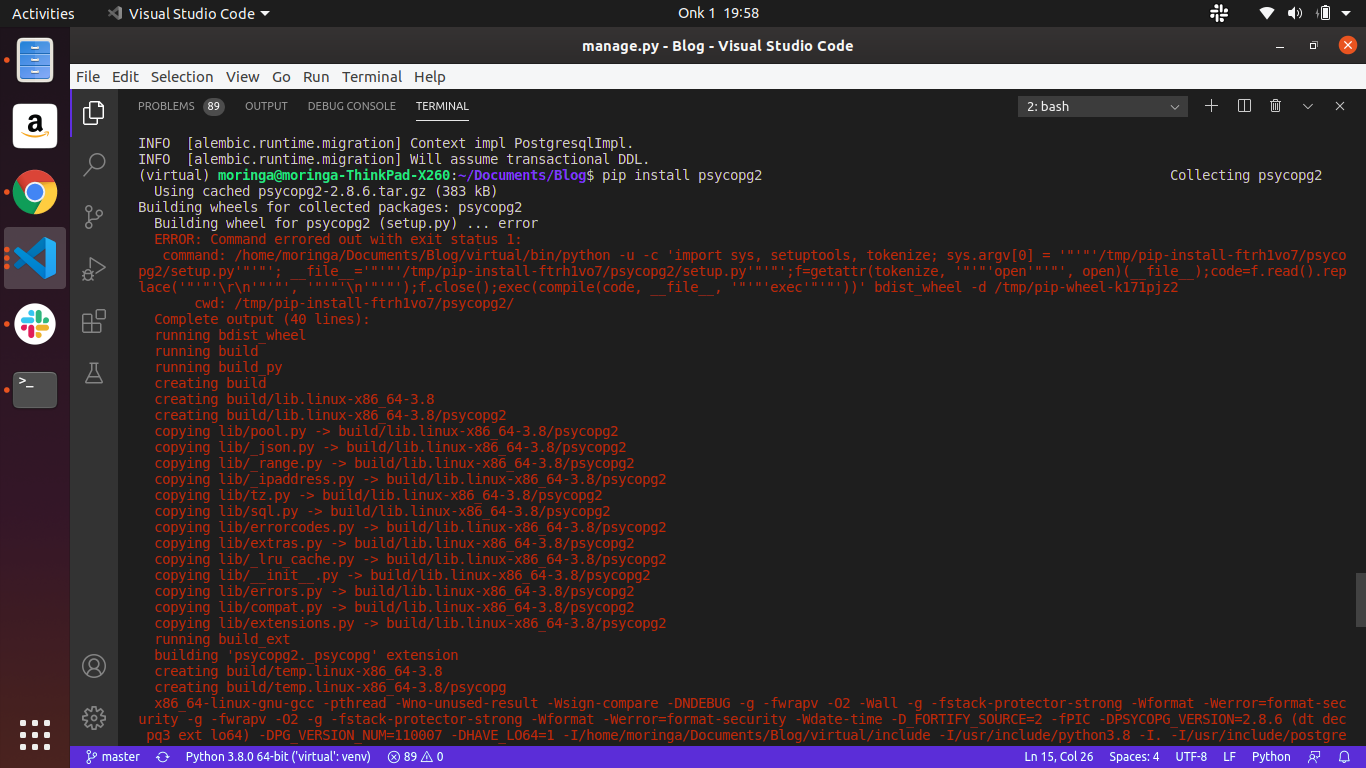 Activities
Visual Studio Code
Onk 1 19:58
manage.py - Blog - Visual Studio Code
File Edit Selection View Go Run Terminal Help
PROBLEMS 89 OUTPUT DEBUG CONSOLE TERMINAL 2: bash
INFO  [alembic.runtime.migration] Context impl PostgresqlImpl.
INFO  [alembic.runtime.migration] Will assume transactional DDL.
(virtual) moringa@moringa-ThinkPad-X260:~/Documents/Blog$ pip install psycopg2 Collecting psycopg2
Using cached psycopg2-2.8.6.tar.gz (383 kB)
Building wheels for collected packages: psycopg2
Building wheel for psycopg2 (setup.py) ... error
ERROR: Command errored out with exit status 1:
command: /home/moringa/Documents/Blog/virtual/bin/python -u -c 'import sys, setuptools, tokenize; sys.argv[0] = '"'"'/tmp/pip-install-ftrh1vo7/psyco
pg2/setup.py'"'"'; __file__='"'"'/tmp/pip-install-ftrh1vo7/psycopg2/setup.py'"'"';f=getattr(tokenize, '"'"'open'"'"', open)(__file__);code=f.read().rep
lace('"'"'\r\n'"'"', '"'"'\n'"'"');f.close();exec(compile(code, __file__, '"'"'exec'"'"'))' bdist_wheel -d /tmp/pip-wheel-k171pjz2
cwd: /tmp/pip-install-ftrh1vo7/psycopg2/
Complete output (40 lines):
running bdist_wheel
running build
running build_py
creating build
creating build/lib.linux-x86_64-3.8
creating build/lib.linux-x86_64-3.8/psycopg2
copying lib/pool.py -> build/lib.linux-x86_64-3.8/psycopg2
copying lib/_json.py -> build/lib.linux-x86_64-3.8/psycopg2
copying lib/_range.py -> build/lib.linux-x86_64-3.8/psycopg2
copying lib/_ipaddress.py -> build/lib.linux-x86_64-3.8/psycopg2
copying lib/tz.py -> build/lib.linux-x86_64-3.8/psycopg2
copying lib/sql.py -> build/lib.linux-x86_64-3.8/psycopg2
copying lib/errorcodes.py -> build/lib.linux-x86_64-3.8/psycopg2
copying lib/extras.py -> build/lib.linux-x86_64-3.8/psycopg2
copying lib/_lru_cache.py -> build/lib.linux-x86_64-3.8/psycopg2
copying lib/__init__.py -> build/lib.linux-x86_64-3.8/psycopg2
copying lib/errors.py -> build/lib.linux-x86_64-3.8/psycopg2
copying lib/compat.py -> build/lib.linux-x86_64-3.8/psycopg2
copying lib/extensions.py -> build/lib.linux-x86_64-3.8/psycopg2
running build_ext
building 'psycopg2._psycopg' extension
creating build/temp.linux-x86_64-3.8
creating build/temp.linux-x86_64-3.8/psycopg
x86_64-linux-gnu-gcc -pthread -Wno-unused-result -Wsign-compare -DNDEBUG -g -fwrapv -O2 -Wall -g -fstack-protector-strong -Wformat -Werror=format-sec
urity -g -fwrapv -O2 -g -fstack-protector-strong -Wformat -Werror=format-security -Wdate-time -D_FORTIFY_SOURCE=2 -fPIC -DPSYCOPG_VERSION=2.8.6 (dt dec
pq3 ext lo64) -DPG_VERSION_NUM=110007 -DHAVE_LO64=1 -I/home/moringa/Documents/Blog/virtual/include -I/usr/include/python3.8 -I. -I/usr/include/postgre
master Python 3.8.0 64-bit ('virtual': venv) 89 0 Ln 15, Col 26 Spaces: 4 UTF-8 LF Python